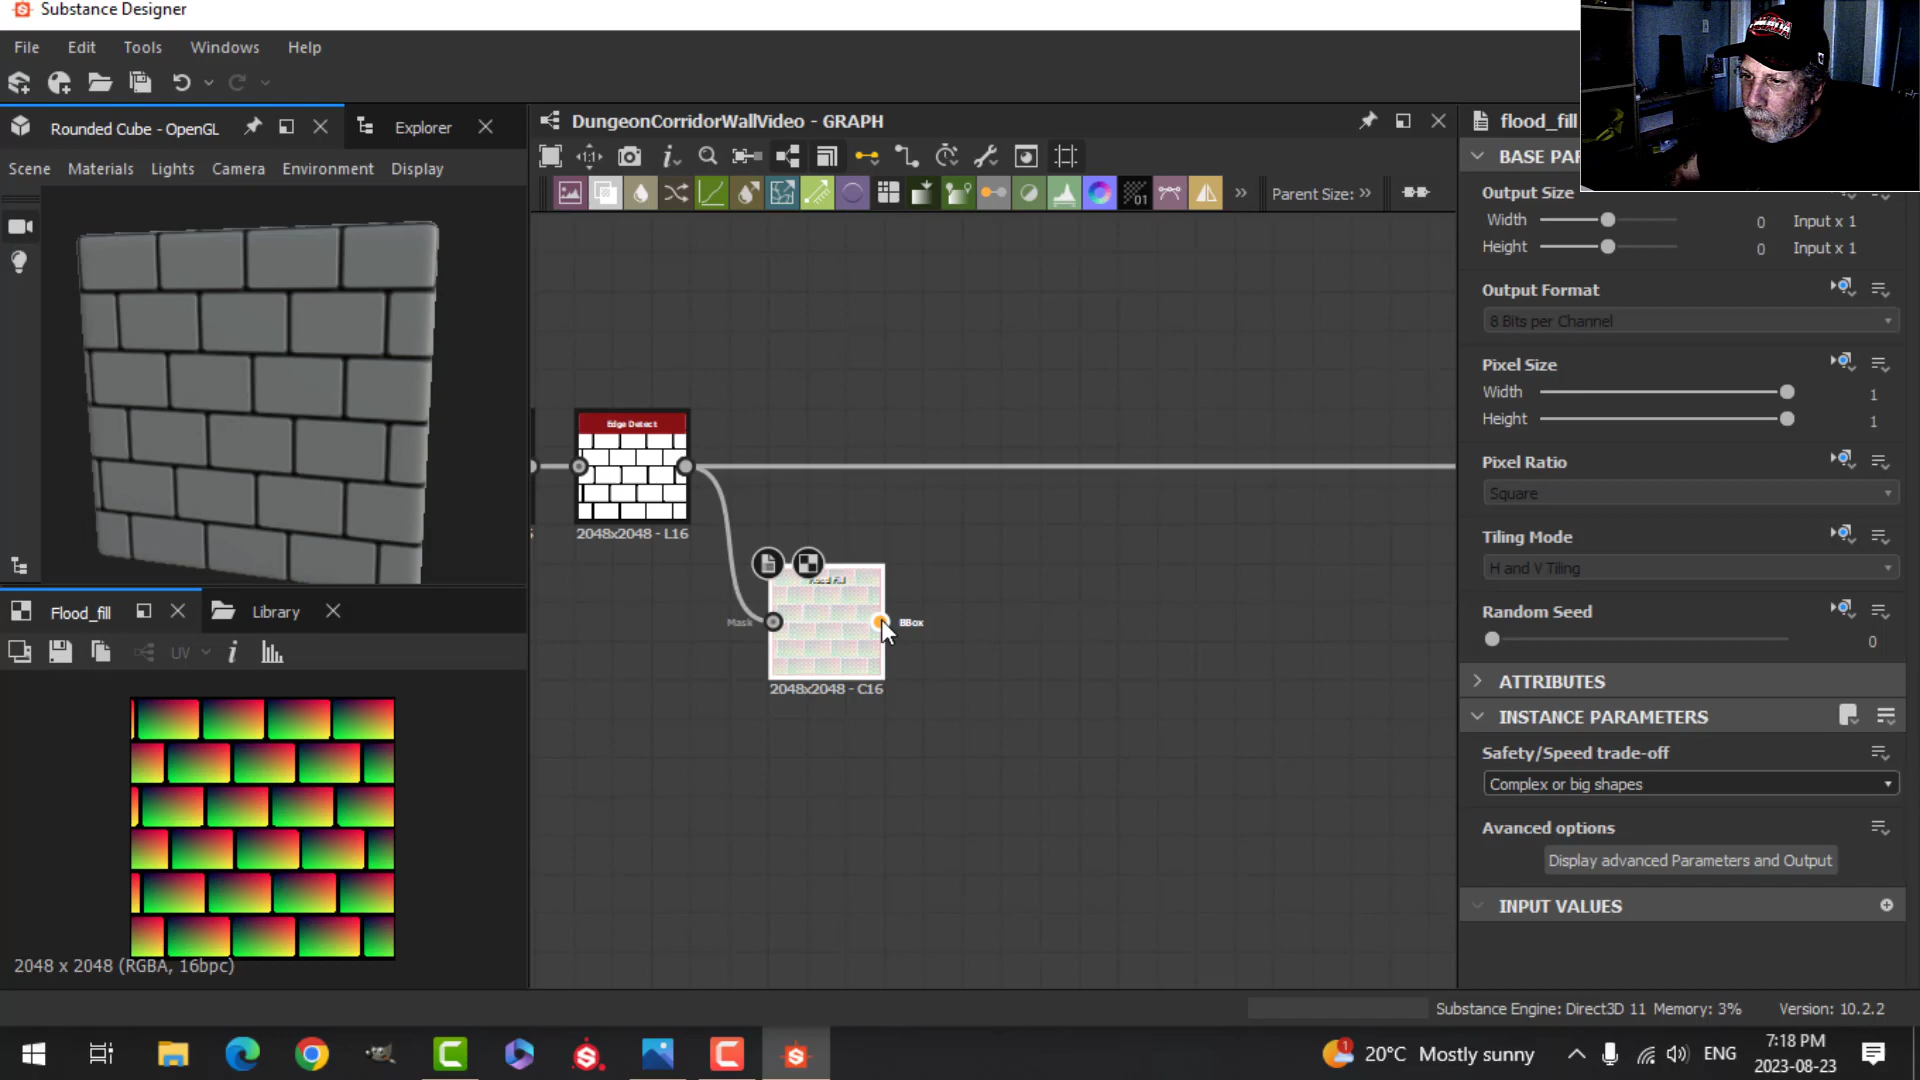 Substance Designer
File Edit Tools Windows Help
Rounded Cube - OpenGL
Explorer
Scene Materials Lights Camera Environment Display
DungeonCorridorWallVideo - GRAPH
Parent Size:
01
Edge Detect
2048x2048 - L16
Mask
Flood Fill
BBox
2048x2048 - C16
Flood_fill
Library
UV
2048 x 2048 (RGBA, 16bpc)
flood_fill
BASE PAR
Output Size
Width 0 Input x 1
Height 0 Input x 1
Output Format
8 Bits per Channel
Pixel Size
Width 1
Height 1
Pixel Ratio
Square
Tiling Mode
H and V Tiling
Random Seed
0
ATTRIBUTES
INSTANCE PARAMETERS
Safety/Speed trade-off
Complex or big shapes
Avanced options
Display advanced Parameters and Output
INPUT VALUES
Substance Engine: Direct3D 11 Memory: 3% Version: 10.2.2
1
20°C Mostly sunny
ENG
7:18 PM
2023-08-23